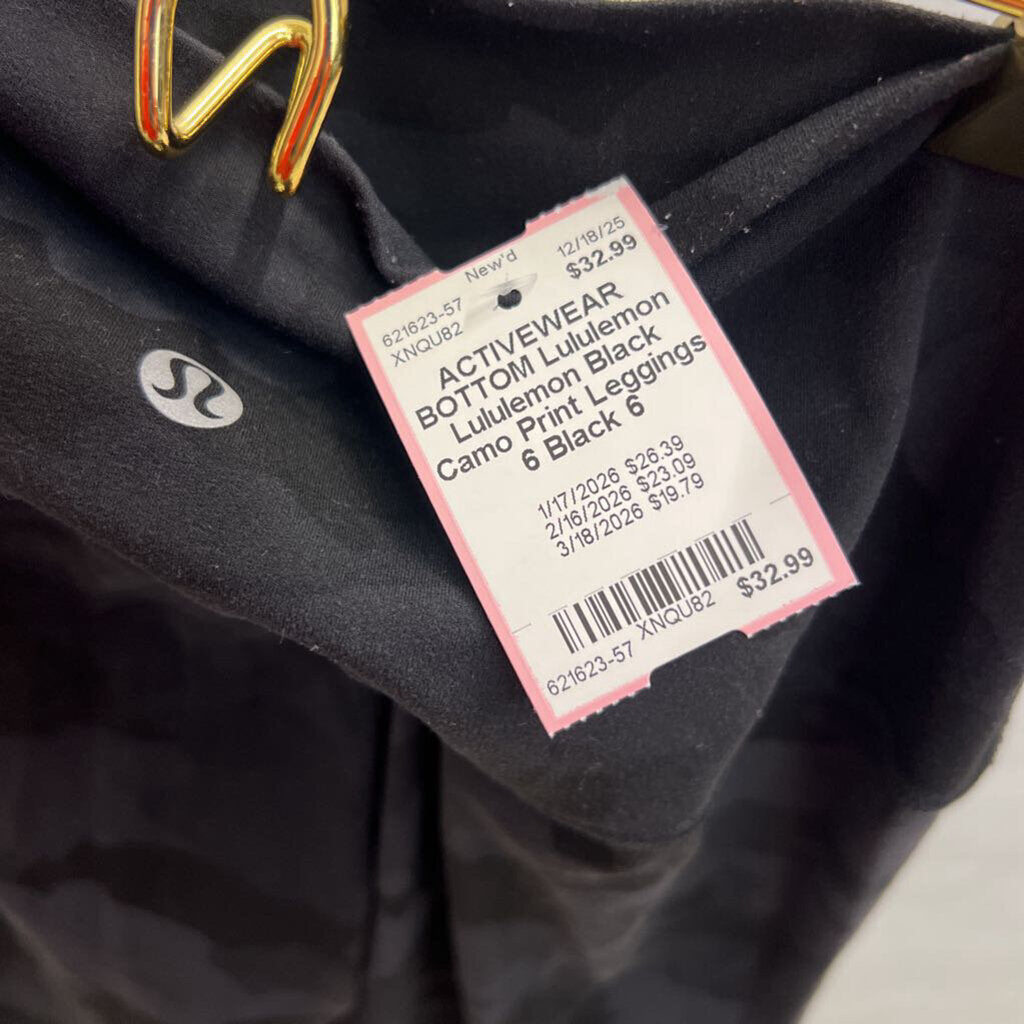 New'd
12/18/25
621623-57 $32.99
XNQU82
ACTIVEWEAR
BOTTOM Lululemon
Lululemon Black
Camo Print Leggings
6 Black 6
1/17/2026 $26.39
2/16/2026 $23.09
3/18/2026 $19.79
$32.99
621623-57 XNQU82